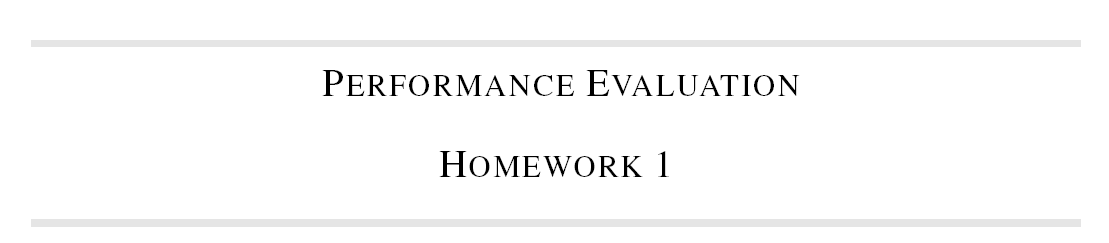 PERFORMANCE EVALUATION
HOMEWORK 1